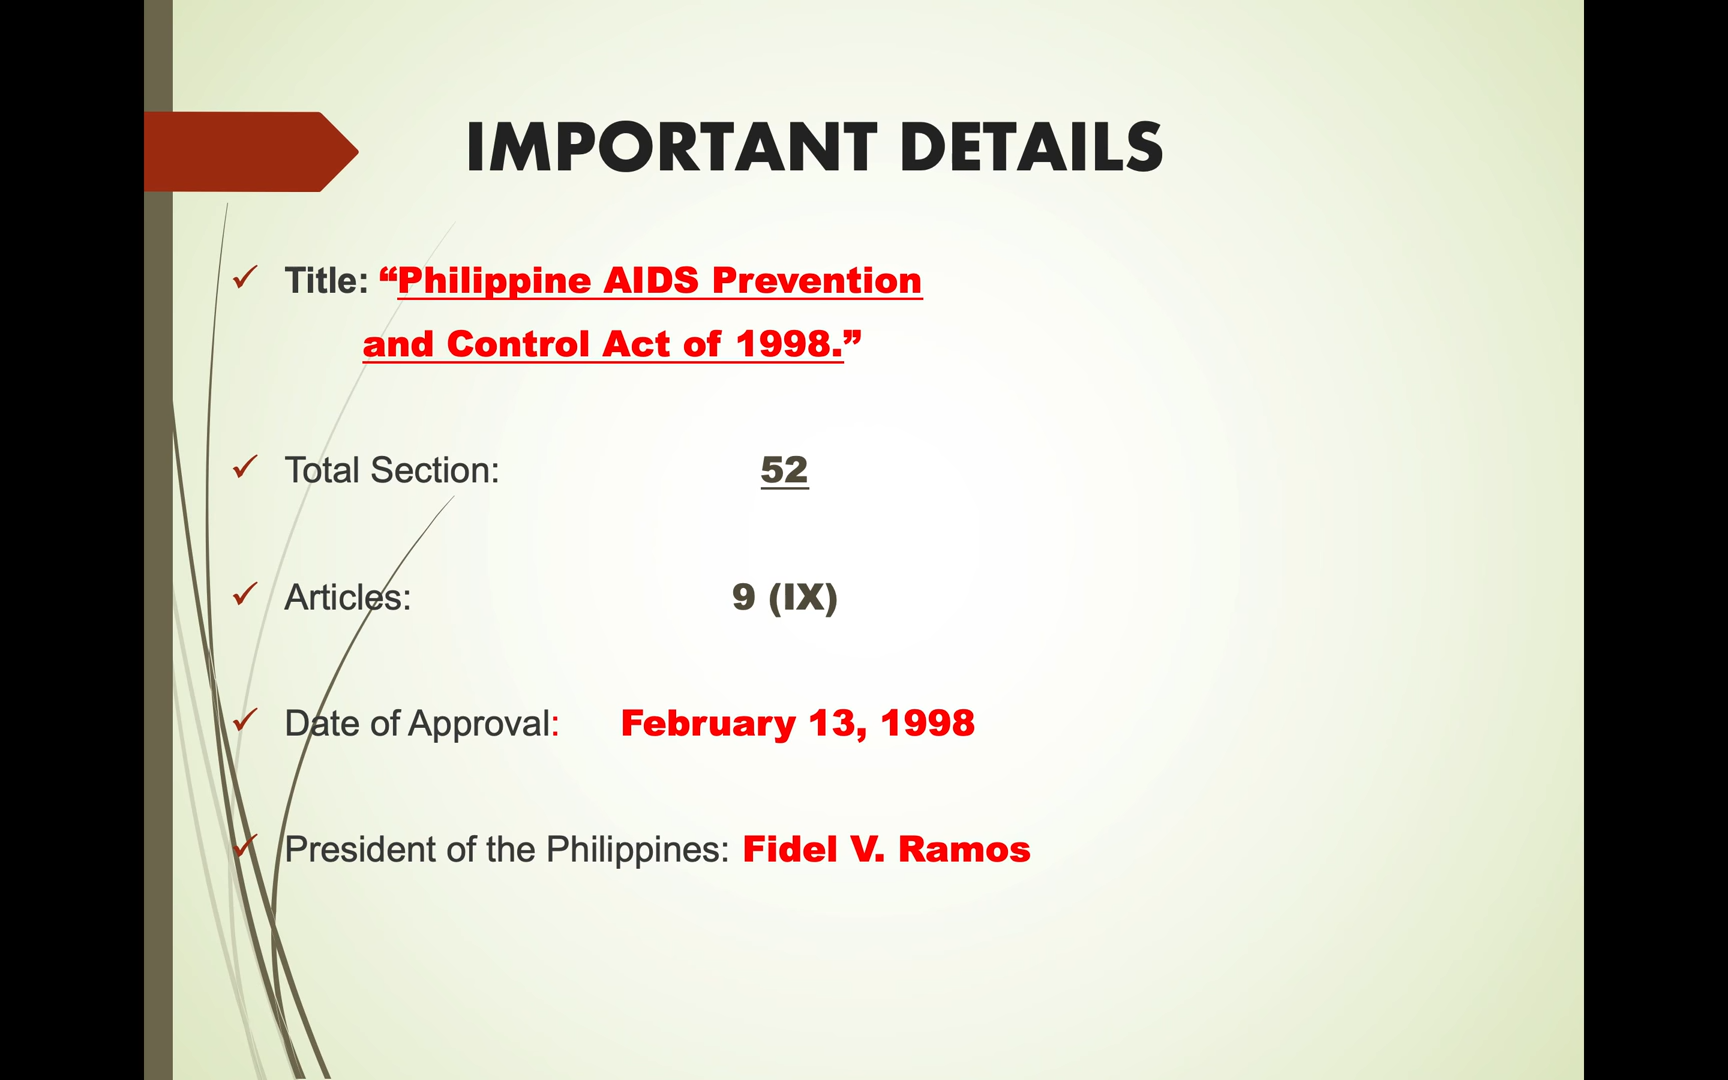 IMPORTANT DETAILS
Title: “Philippine AIDS Prevention
and Control Act of 1998.”
Total Section: 52
Articles: 9 (IX)
Date of Approval: February 13, 1998
President of the Philippines: Fidel V. Ramos